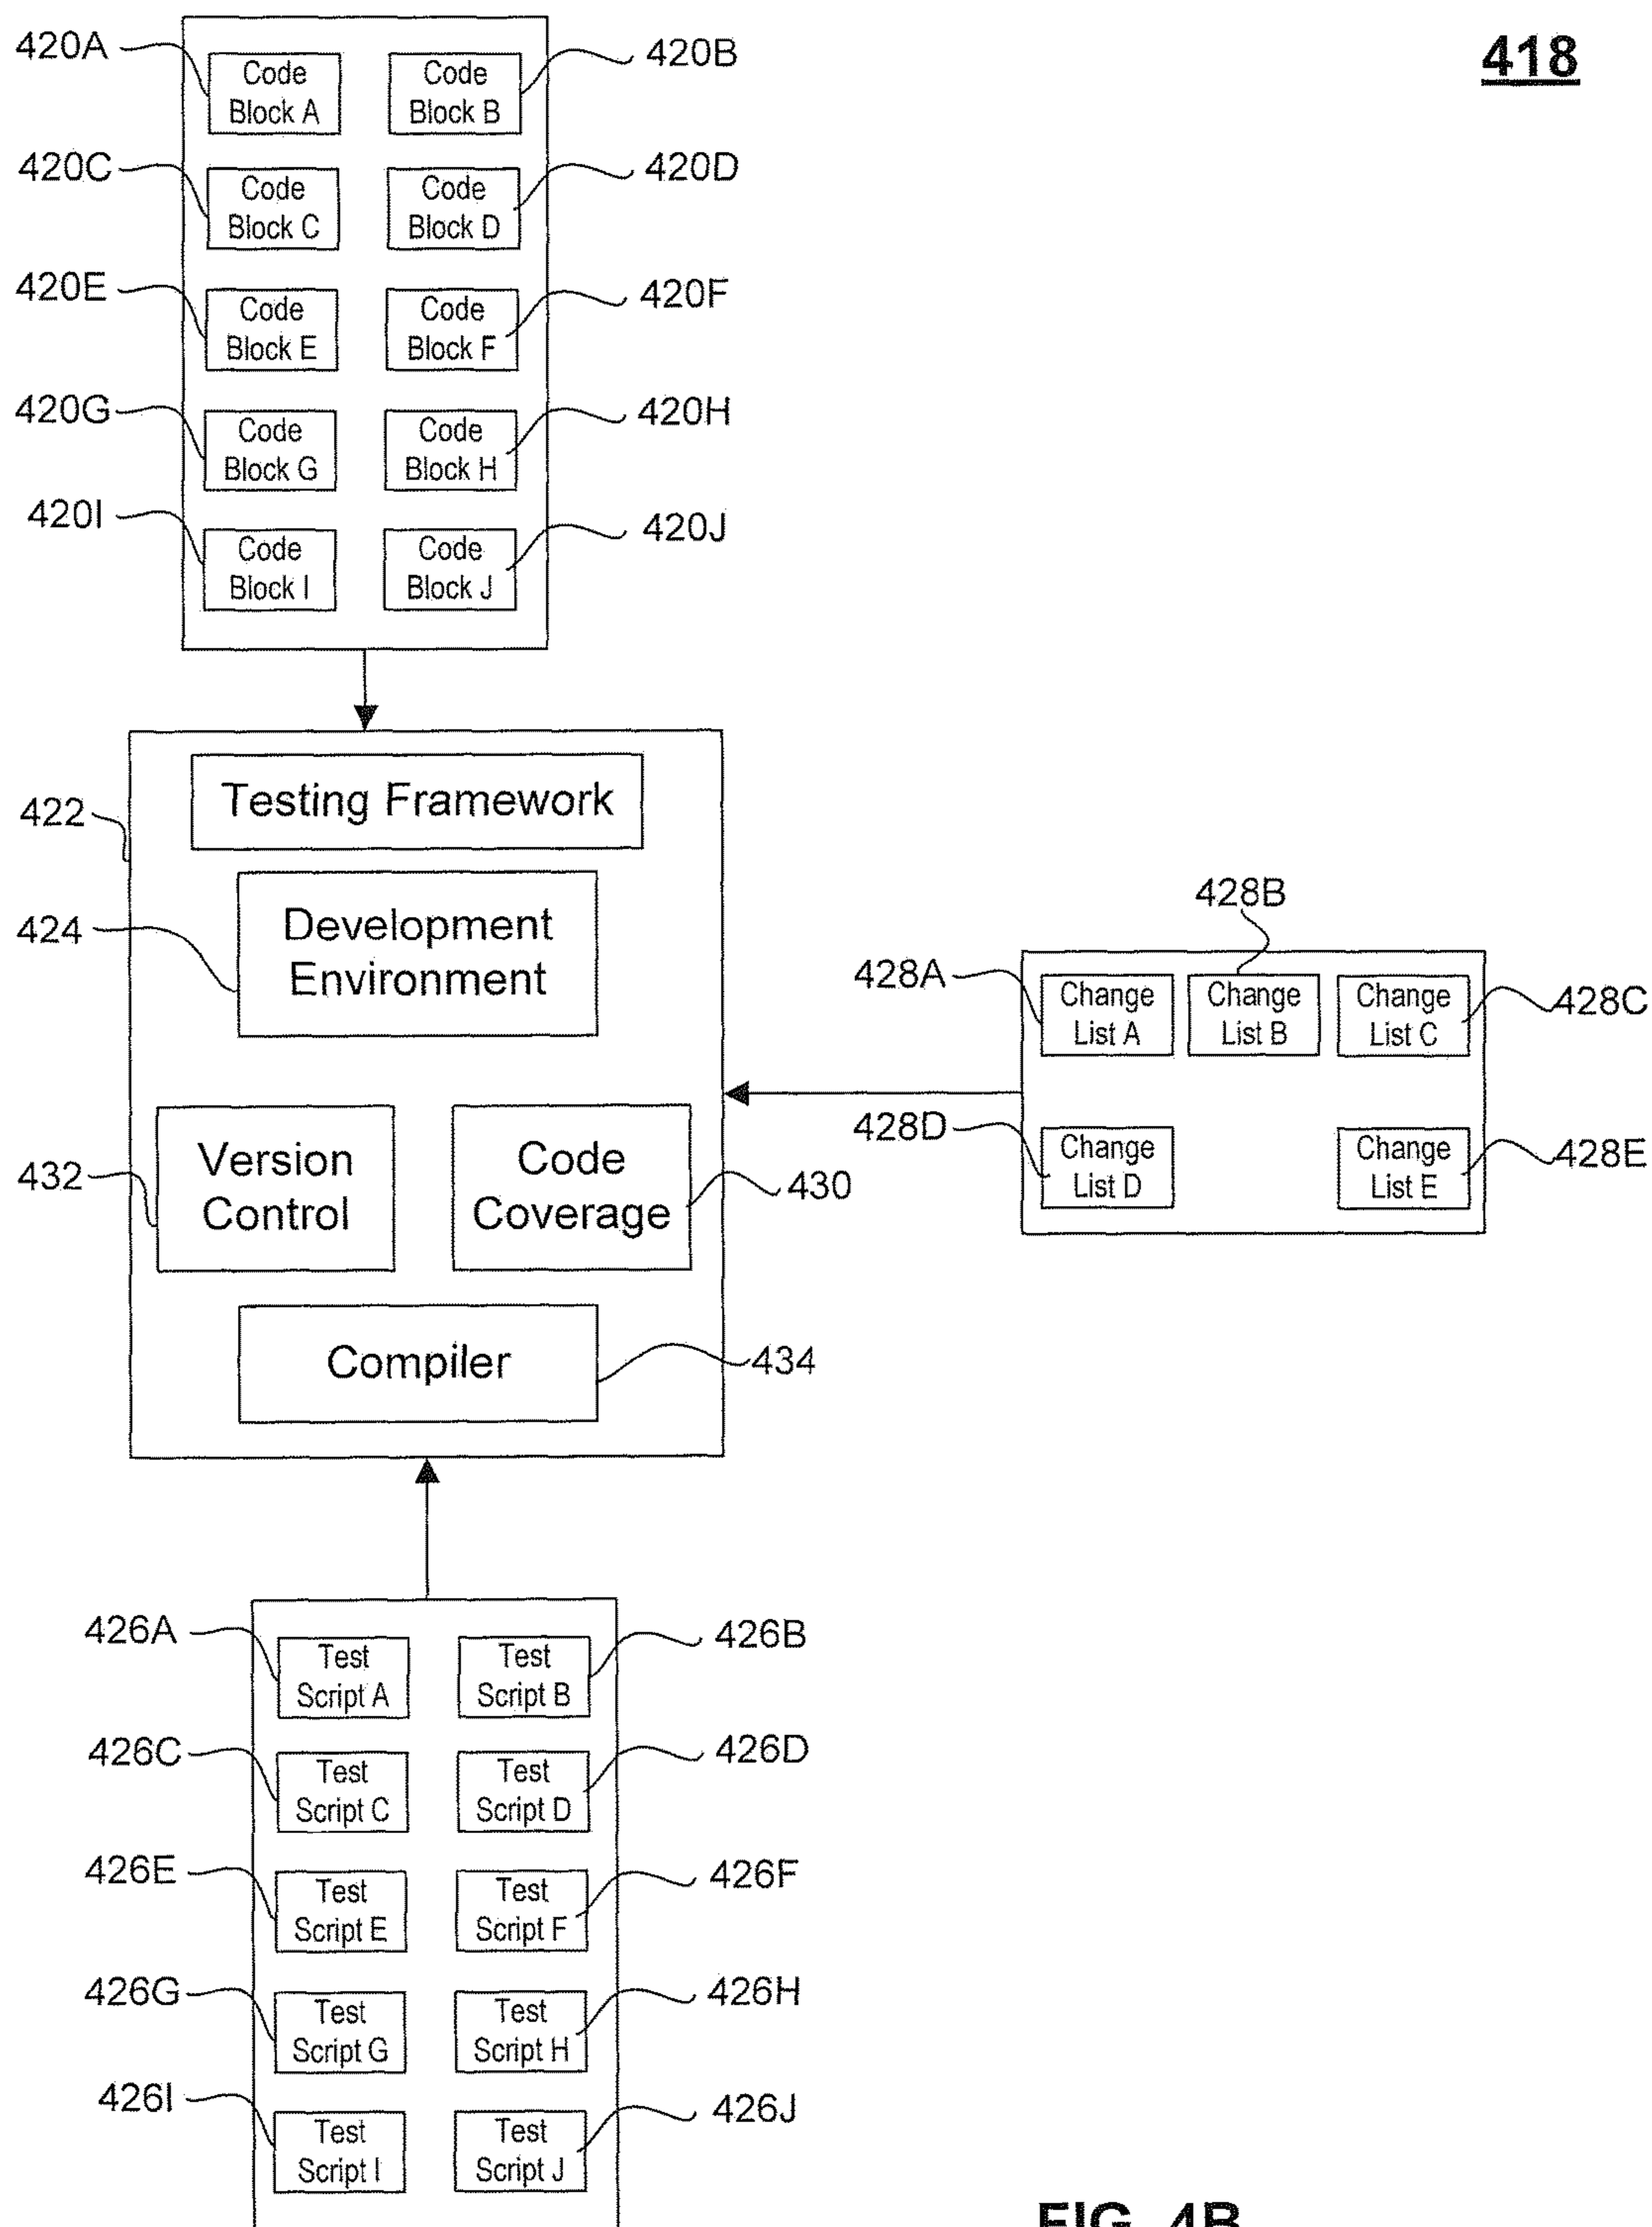 418
420A
Code
Block A
Code
Block B
420B
420C
Code
Block C
Code
Block D
420D
420E
Code
Block E
Code
Block F
420F
420G
Code
Block G
Code
Block H
420H
420I
Code
Block I
Code
Block J
420J
422
Testing Framework
424
Development
Environment
432
Version
Control
Code
Coverage
430
Compiler
434
428A
Change
List A
428B
Change
List B
Change
List C
428C
428D
Change
List D
Change
List E
428E
426A
Test
Script A
Test
Script B
426B
426C
Test
Script C
Test
Script D
426D
426E
Test
Script E
Test
Script F
426F
426G
Test
Script G
Test
Script H
426H
426I
Test
Script I
Test
Script J
426J
FIG. 4B